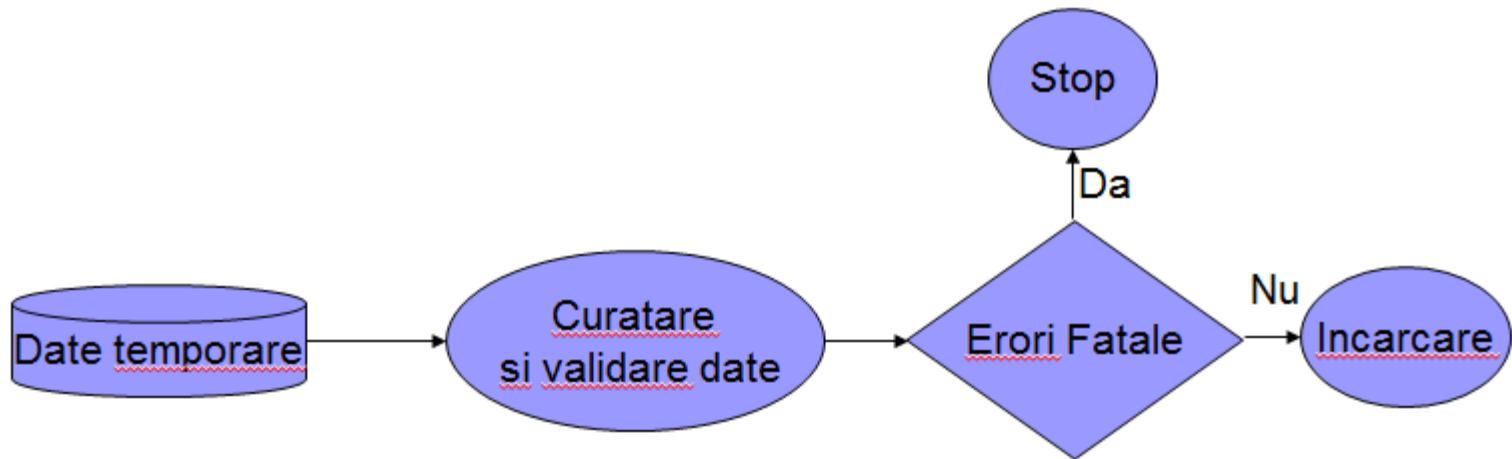 Stop
Da
Date temporare
Curatare
si validare date
Erori Fatale
Nu
Incarcare